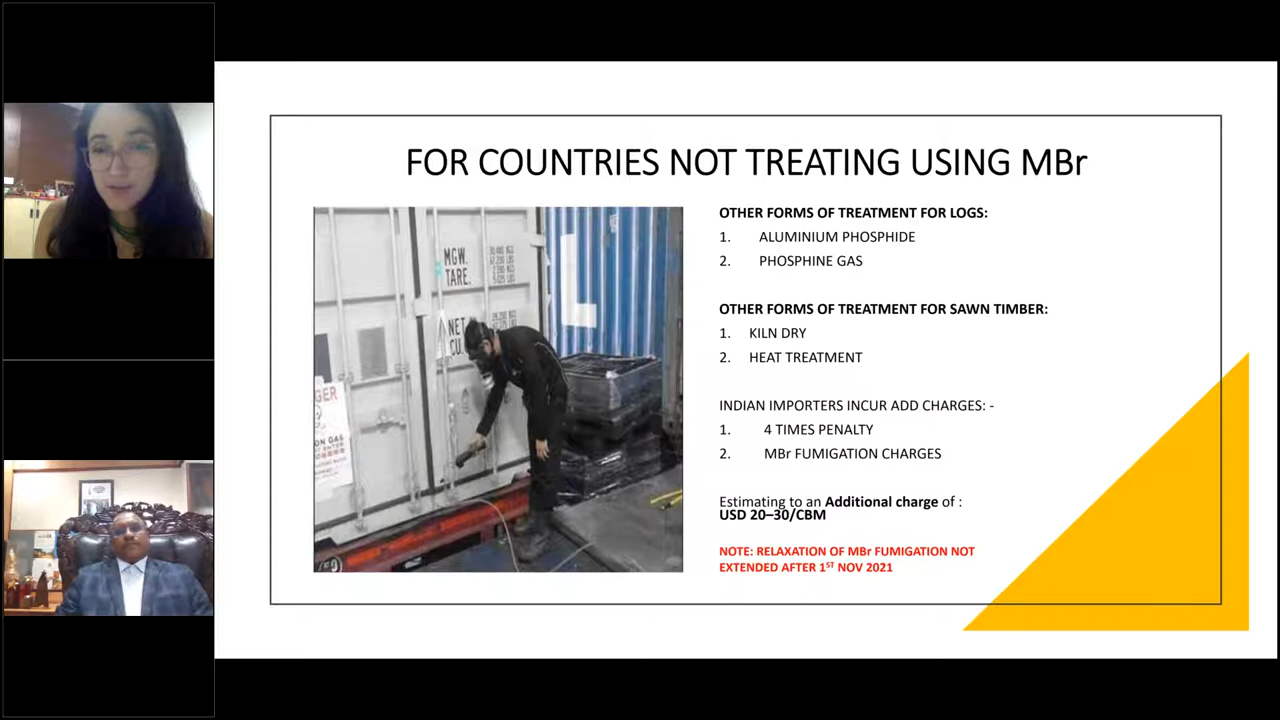 FOR COUNTRIES NOT TREATING USING MBr
OTHER FORMS OF TREATMENT FOR LOGS:
1. ALUMINIUM PHOSPHIDE
2. PHOSPHINE GAS
OTHER FORMS OF TREATMENT FOR SAWN TIMBER:
1. KILN DRY
2. HEAT TREATMENT
INDIAN IMPORTERS INCUR ADD CHARGES: -
1. 4 TIMES PENALTY
2. MBr FUMIGATION CHARGES
Estimating to an Additional charge of :
USD 20–30/CBM
NOTE: RELAXATION OF MBr FUMIGATION NOT
EXTENDED AFTER 1ST NOV 2021
MGW.
TARE.
NET
CU.